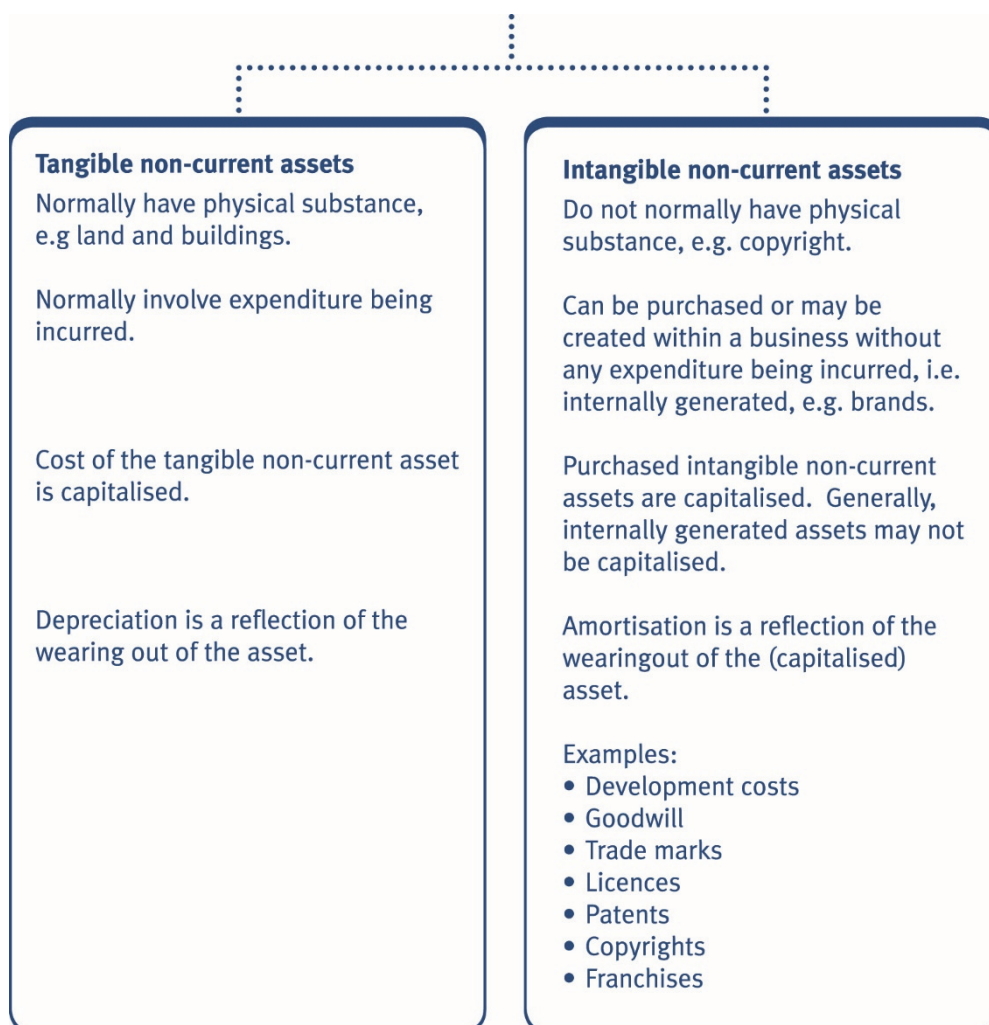 Tangible non-current assets
Normally have physical substance,
e.g land and buildings.
Normally involve expenditure being
incurred.
Cost of the tangible non-current asset
is capitalised.
Depreciation is a reflection of the
wearing out of the asset.
Intangible non-current assets
Do not normally have physical
substance, e.g. copyright.
Can be purchased or may be
created within a business without
any expenditure being incurred, i.e.
internally generated, e.g. brands.
Purchased intangible non-current
assets are capitalised. Generally,
internally generated assets may not
be capitalised.
Amortisation is a reflection of the
wearingout of the (capitalised)
asset.
Examples:
• Development costs
• Goodwill
• Trade marks
• Licences
• Patents
• Copyrights
• Franchises